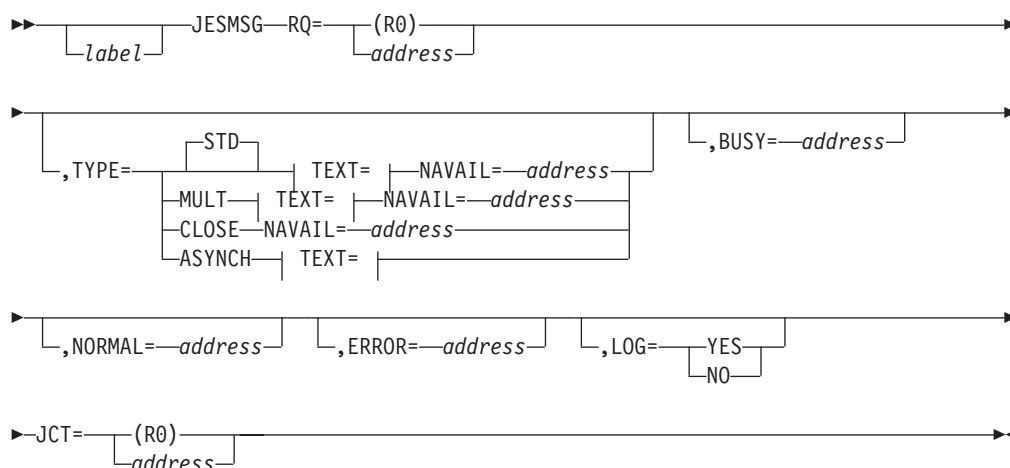 JESMSG RQ= (R0)
label address
STD ,BUSY= address
,TYPE= TEXT= NAVAIL= address
MULT TEXT= NAVAIL= address
CLOSE NAVAIL= address
ASYNCH TEXT=
,NORMAL= address ,ERROR= address ,LOG= YES
NO
JCT= (R0)
address